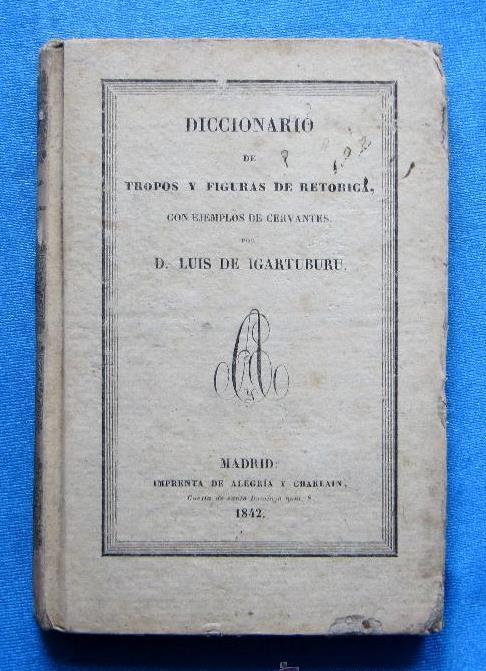 DICCIONARIO
DE
TROPOS Y FIGURAS DE RETORICA,
CON EJEMPLOS DE CERVANTES.
POR
D. LUIS DE IGARTUBURU.
MADRID:
IMPRENTA DE ALEGRÍA Y CHARLAIN,
Cuesta de santo Domingo núm. 8.
1842.